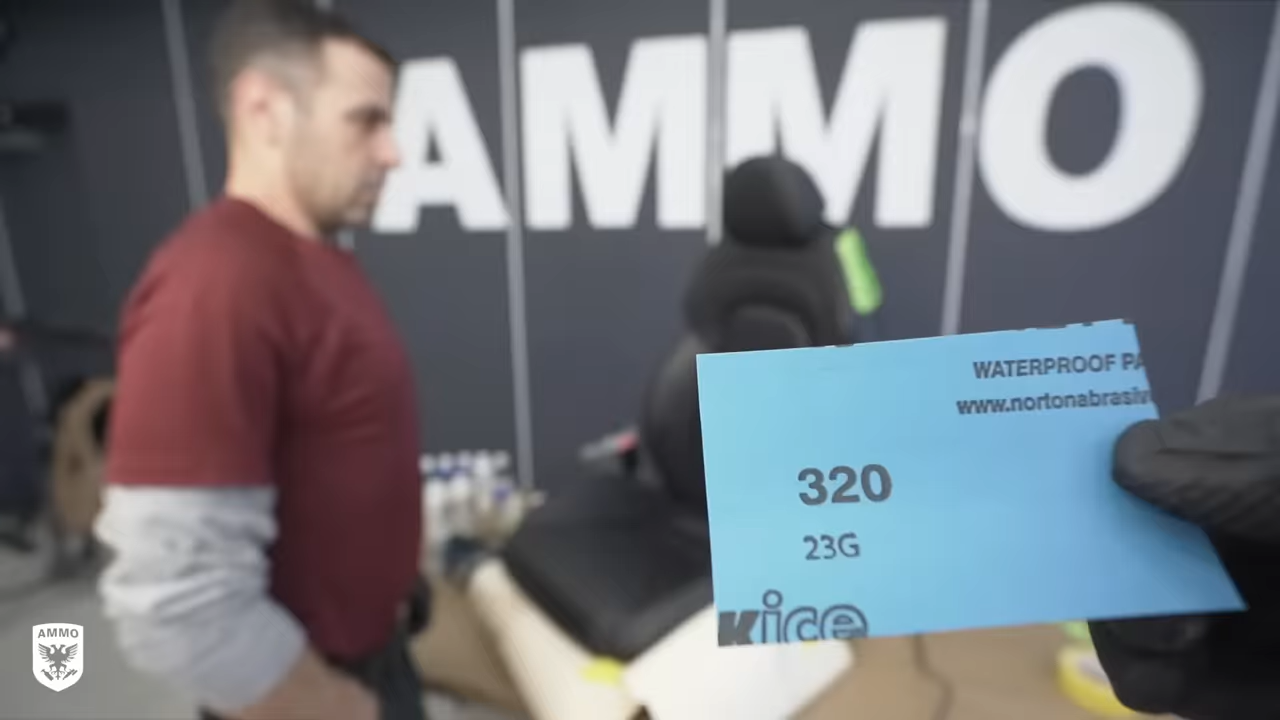 AMMO
WATERPROOF PA
www.nortonabrasiv
320
23G
kice
AMMO